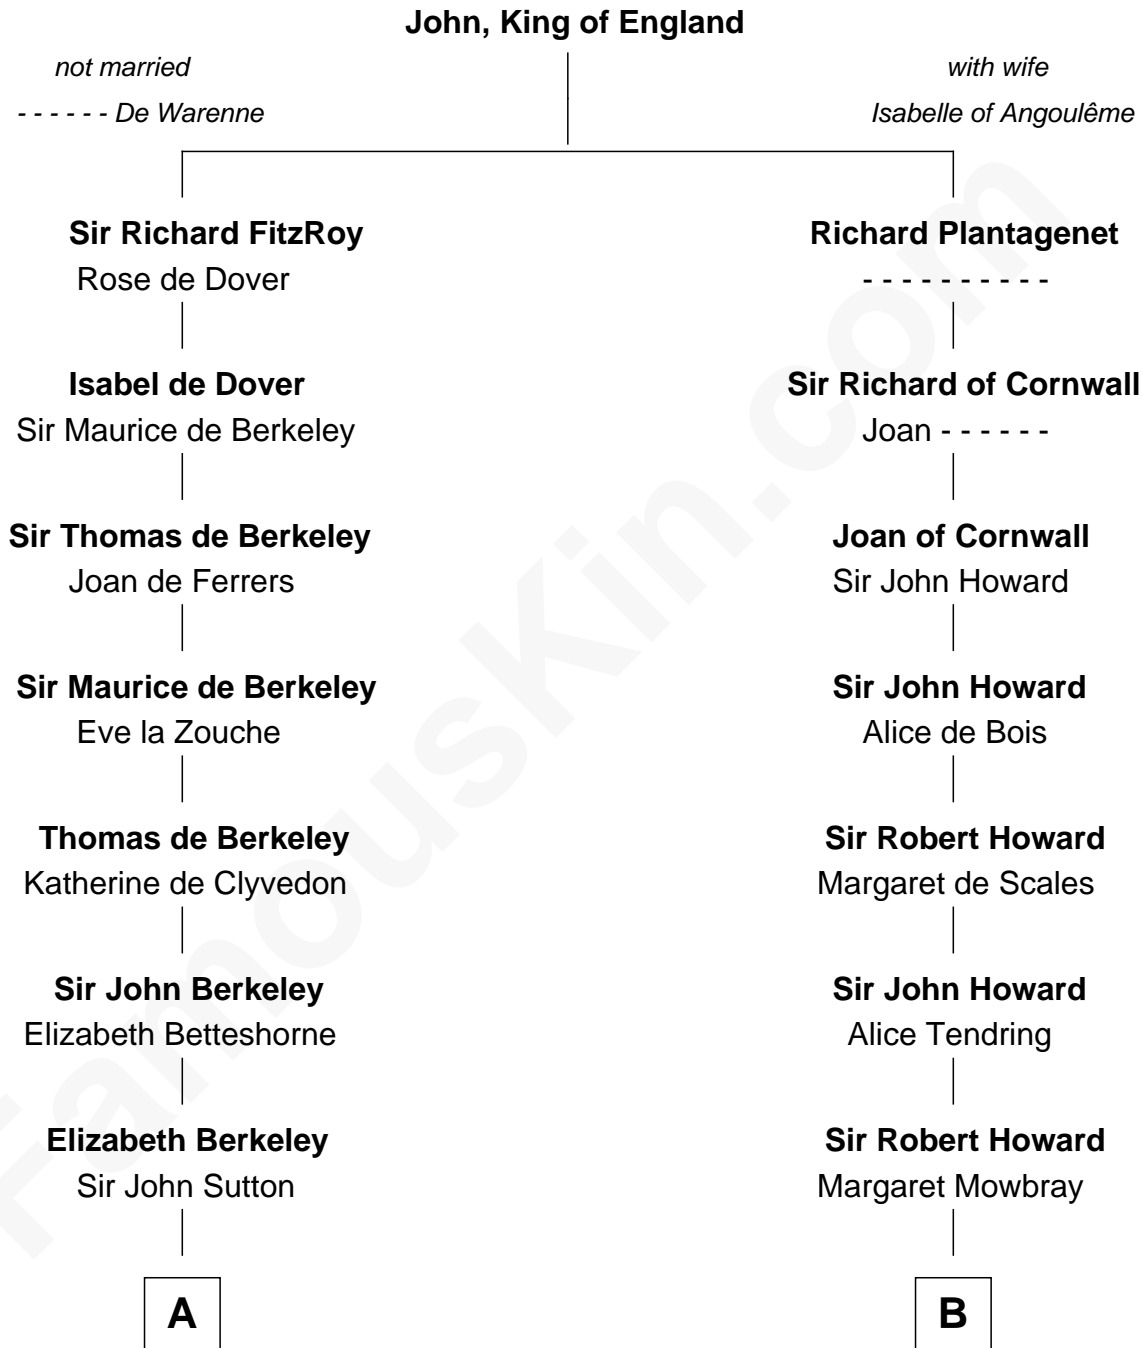 John, King of England
not married
- - - - - - De Warenne
with wife
Isabelle of Angoulême
Sir Richard FitzRoy
Rose de Dover
Richard Plantagenet
- - - - - - - - - -
Isabel de Dover
Sir Maurice de Berkeley
Sir Richard of Cornwall
Joan - - - - - -
Sir Thomas de Berkeley
Joan de Ferrers
Joan of Cornwall
Sir John Howard
Sir Maurice de Berkeley
Eve la Zouche
Sir John Howard
Alice de Bois
Thomas de Berkeley
Katherine de Clyvedon
Sir Robert Howard
Margaret de Scales
Sir John Berkeley
Elizabeth Betteshorne
Sir John Howard
Alice Tendring
Elizabeth Berkeley
Sir John Sutton
Sir Robert Howard
Margaret Mowbray
A
B
FamousKin.com